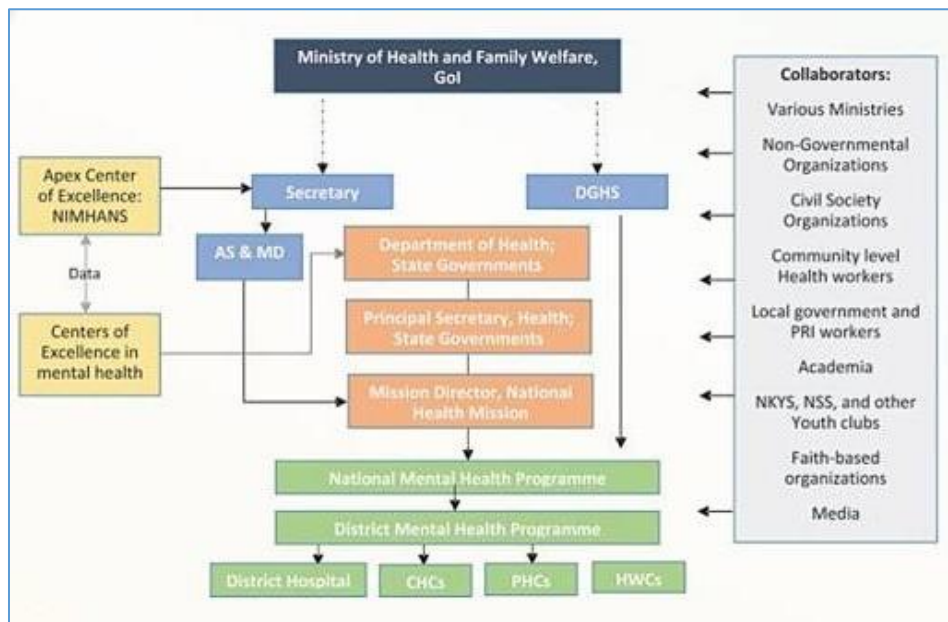 Ministry of Health and Family Welfare,
GoI
Collaborators:
Various Ministries
Non-Governmental
Organizations
Civil Society
Organizations
Community level
Health workers
Local government and
PRI workers
Academia
NKYS, NSS, and other
Youth clubs
Faith-based
organizations
Media
Apex Center
of Excellence:
NIMHANS
Secretary
DGHS
AS & MD
Department of Health;
State Governments
Data
Centers of
Excellence in
mental health
Principal Secretary, Health;
State Governments
Mission Director, National
Health Mission
National Mental Health Programme
District Mental Health Programme
District Hospital
CHCs
PHCs
HWCs